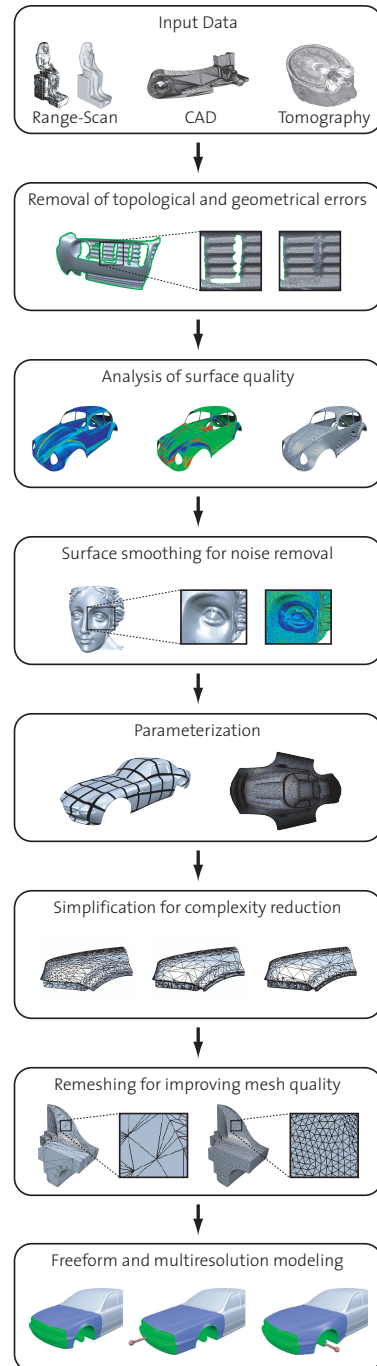 Input Data
Range-Scan CAD Tomography
Removal of topological and geometrical errors
Analysis of surface quality
Surface smoothing for noise removal
Parameterization
Simplification for complexity reduction
Remeshing for improving mesh quality
Freeform and multiresolution modeling